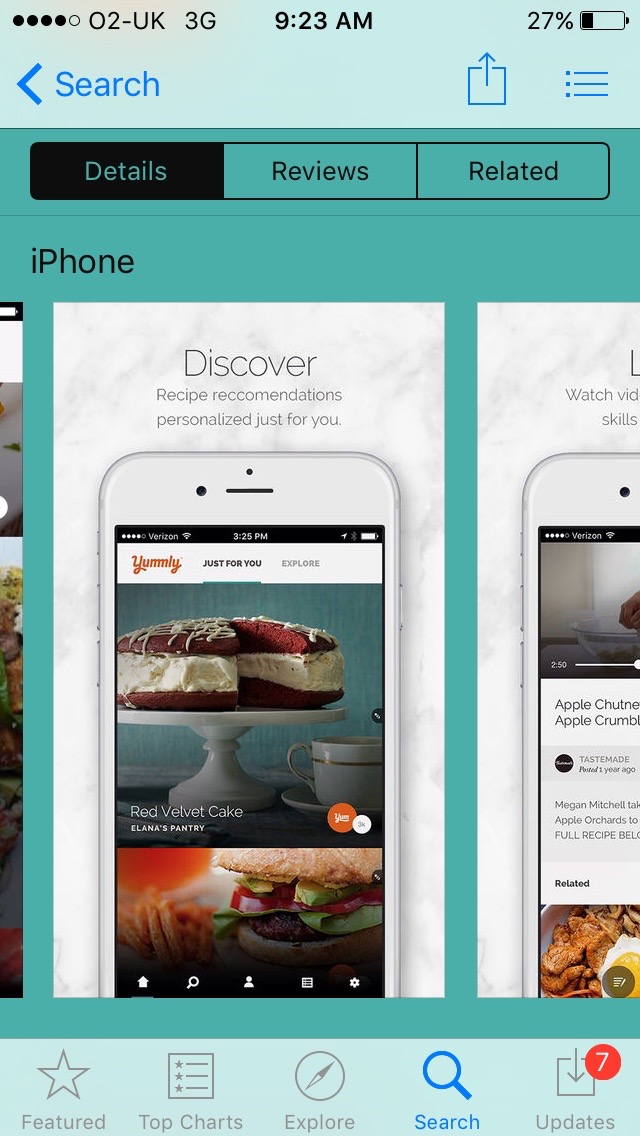 O2-UK 3G 9:23 AM 27%
Search
Details Reviews Related
iPhone
Discover
Recipe reccomendations
personalized just for you.
Verizon 3:25 PM
Yummly JUST FOR YOU EXPLORE
Red Velvet Cake
ELANA'S PANTRY
Yum
3k
L
Watch vid
skills
Verizon
2:50
Apple Chutne
Apple Crumbl
TASTEMADE
Posted 1 year ago
Megan Mitchell tak
Apple Orchards to
FULL RECIPE BELO
Related
7
Featured Top Charts Explore Search Updates